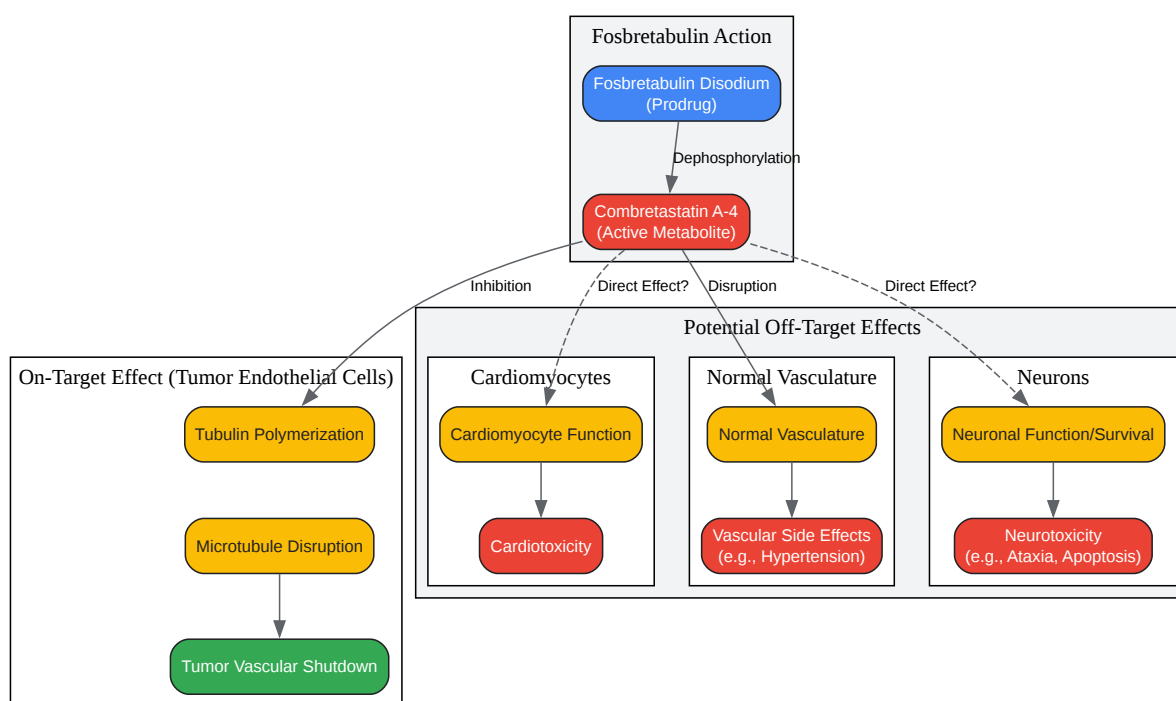 Fosbretabulin Action
Fosbretabulin Disodium
(Prodrug)
Dephosphorylation
Combretastatin A-4
(Active Metabolite)
Inhibition
Direct Effect?
Disruption
Direct Effect?
Potential Off-Target Effects
On-Target Effect (Tumor Endothelial Cells)
Cardiomyocytes
Normal Vasculature
Neurons
Tubulin Polymerization
Cardiomyocyte Function
Normal Vasculature
Neuronal Function/Survival
Microtubule Disruption
Cardiotoxicity
Vascular Side Effects
(e.g., Hypertension)
Neurotoxicity
(e.g., Ataxia, Apoptosis)
Tumor Vascular Shutdown